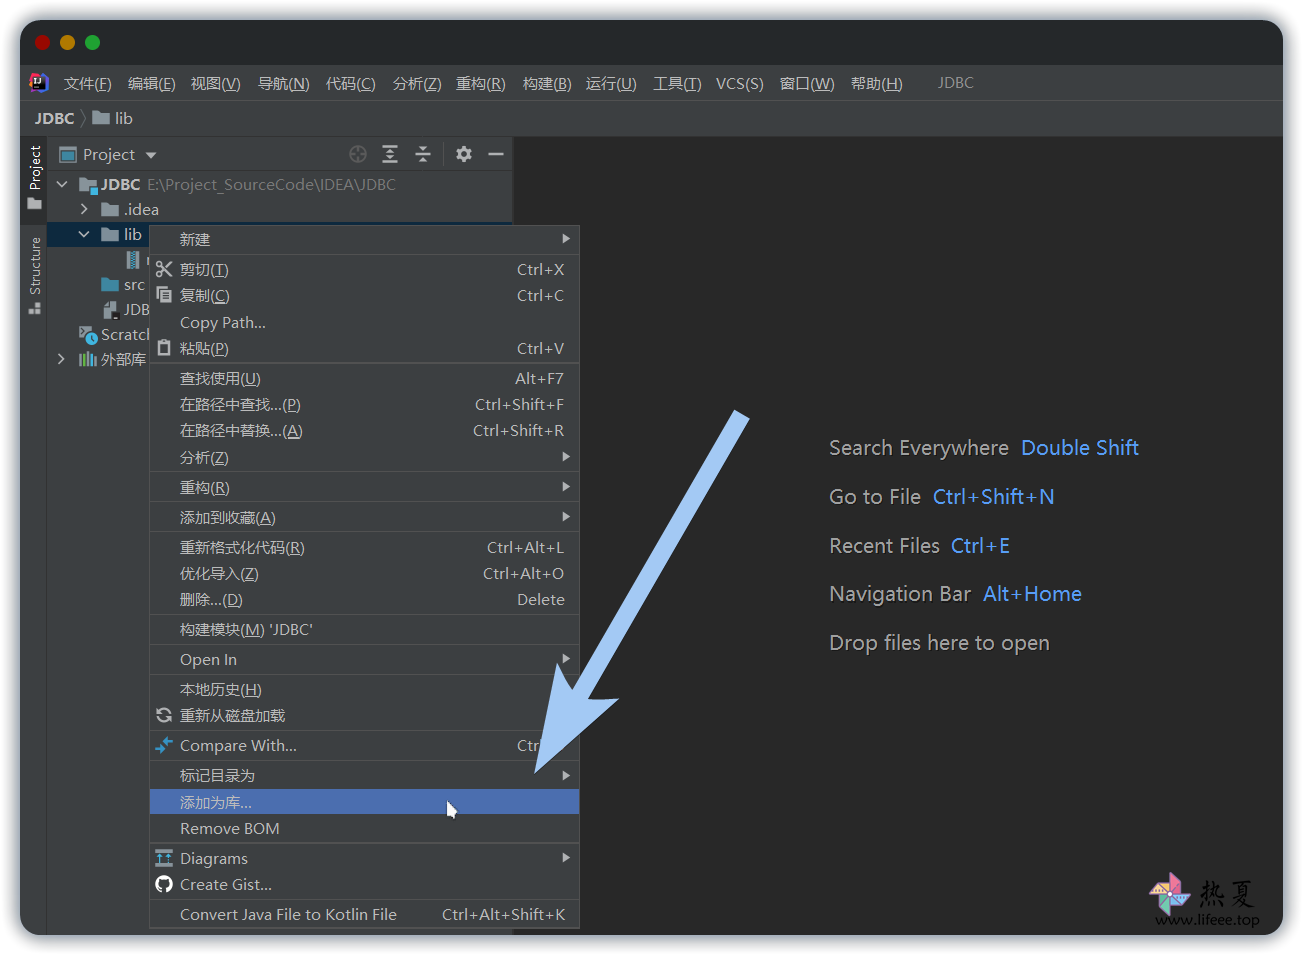 文件(F) 编辑(E) 视图(V) 导航(N) 代码(C) 分析(Z) 重构(R) 构建(B) 运行(U) 工具(T) VCS(S) 窗口(W) 帮助(H) JDBC
JDBC lib
Project
Structure
Project
JDBC E:\Project_SourceCode\IDEA\JDBC
.idea
lib
src
JDB
Scratch
外部库
新建
剪切(T) Ctrl+X
复制(C) Ctrl+C
Copy Path...
粘贴(P) Ctrl+V
查找使用(U) Alt+F7
在路径中查找...(P) Ctrl+Shift+F
在路径中替换...(A) Ctrl+Shift+R
分析(Z)
重构(R)
添加到收藏(A)
重新格式化代码(R) Ctrl+Alt+L
优化导入(Z) Ctrl+Alt+O
删除...(D) Delete
构建模块(M) 'JDBC'
Open In
本地历史(H)
重新从磁盘加载
Compare With... Ctr
标记目录为
添加为库...
Remove BOM
Diagrams
Create Gist...
Convert Java File to Kotlin File Ctrl+Alt+Shift+K
Search Everywhere Double Shift
Go to File Ctrl+Shift+N
Recent Files Ctrl+E
Navigation Bar Alt+Home
Drop files here to open
热夏
www.lifeee.top